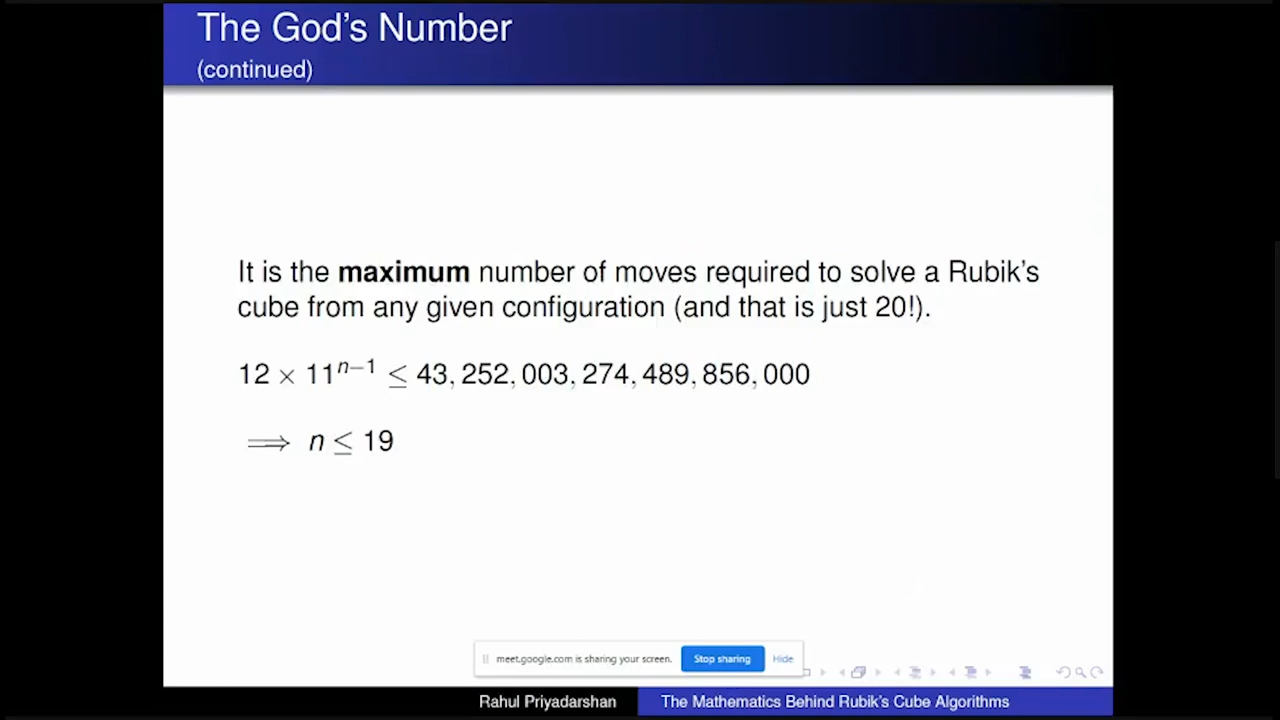 The God's Number
(continued)
It is the maximum number of moves required to solve a Rubik's
cube from any given configuration (and that is just 20!).
12 × 11^{n−1} ≤ 43, 252, 003, 274, 489, 856, 000
⟹ n ≤ 19
meet.google.com is sharing your screen. Stop sharing Hide
Rahul Priyadarshan The Mathematics Behind Rubik's Cube Algorithms